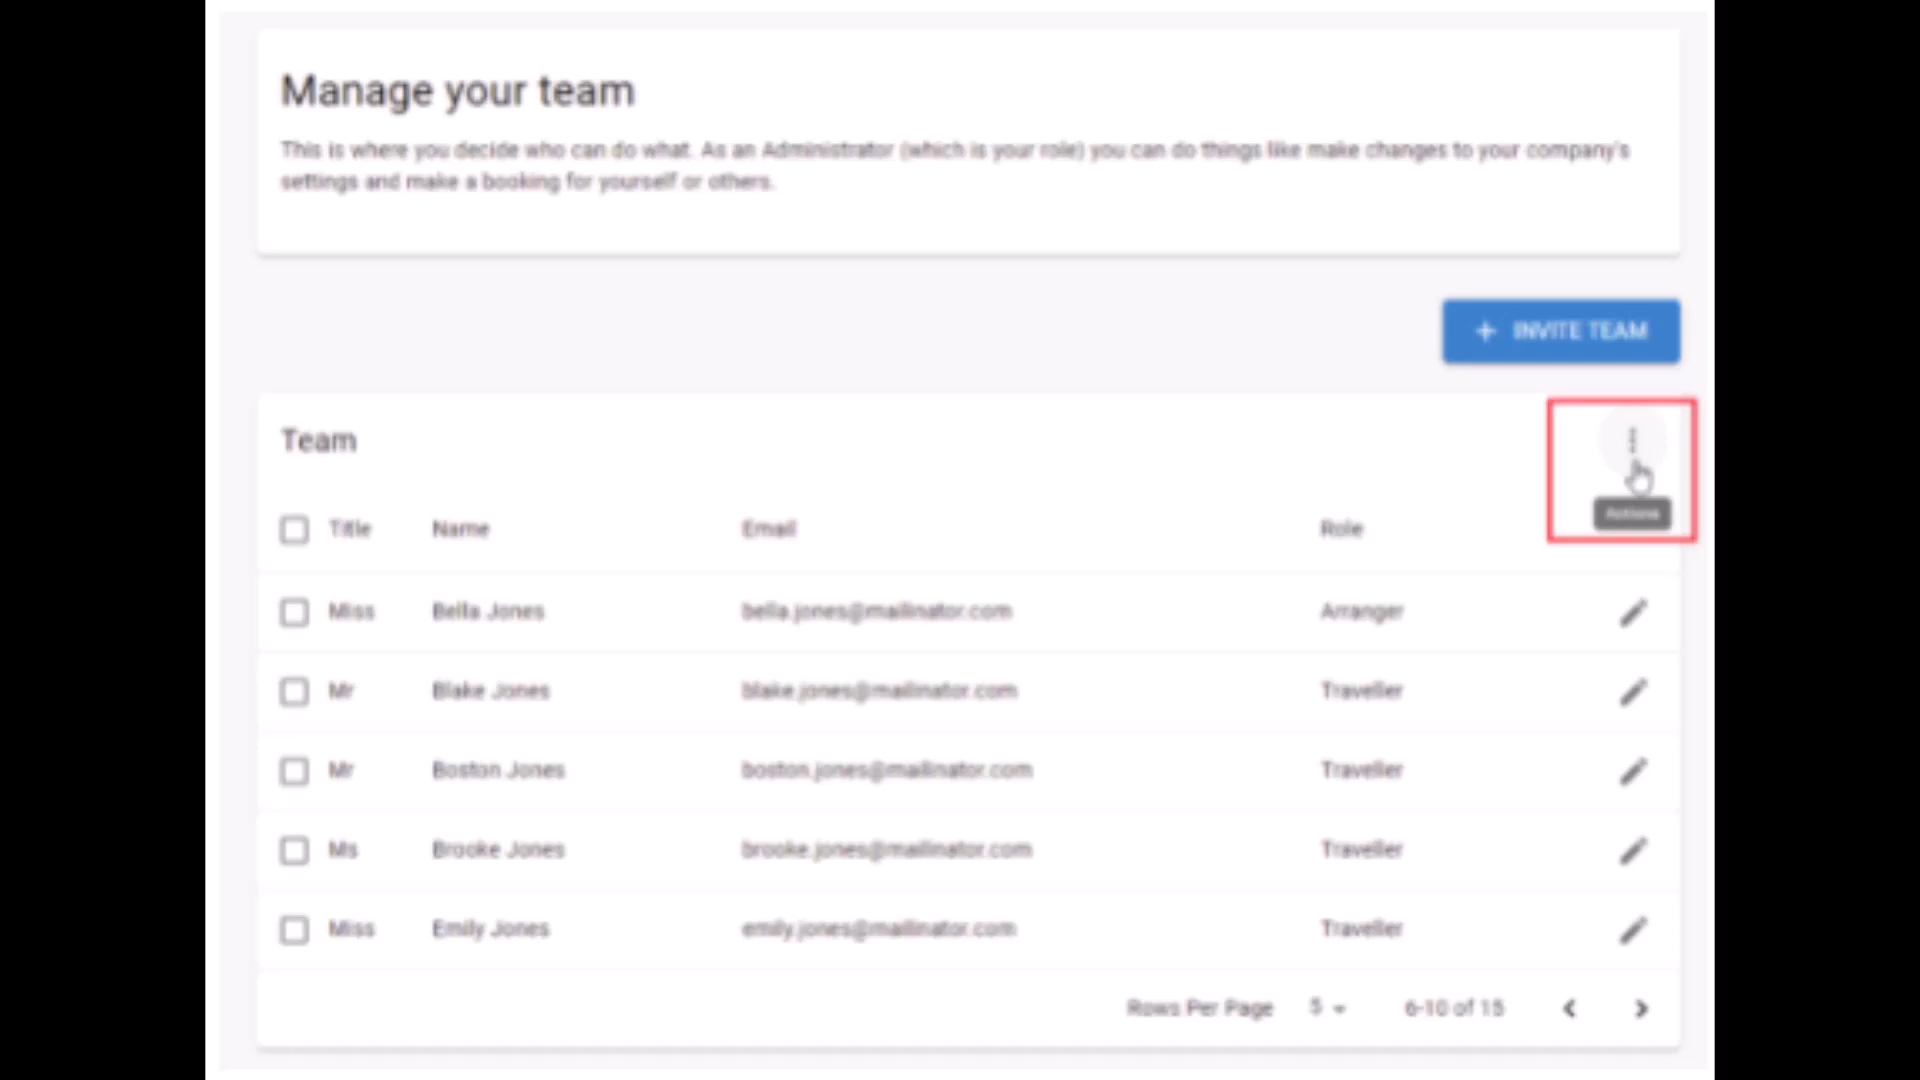 Manage your team
This is where you decide who can do what. As an Administrator (which is your role) you can do things like make changes to your company's
settings and make a booking for yourself or others.
+ INVITE TEAM
Team
Actions
Title Name Email Role
Miss Bella Jones bella.jones@mailinator.com Arranger
Mr Blake Jones blake.jones@mailinator.com Traveller
Mr Boston Jones boston.jones@mailinator.com Traveller
Ms Brooke Jones brooke.jones@mailinator.com Traveller
Miss Emily Jones emily.jones@mailinator.com Traveller
Rows Per Page 5 6-10 of 15